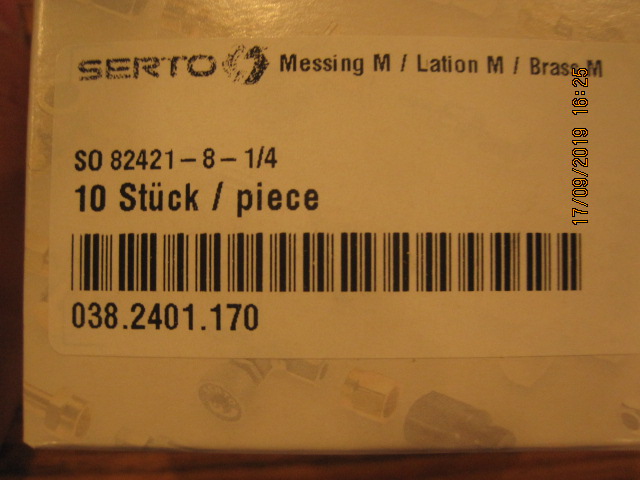 SERTO Messing M / Lation M / Brass M
SO 82421-8-1/4
10 Stück / piece
038.2401.170
17/09/2019 16:25